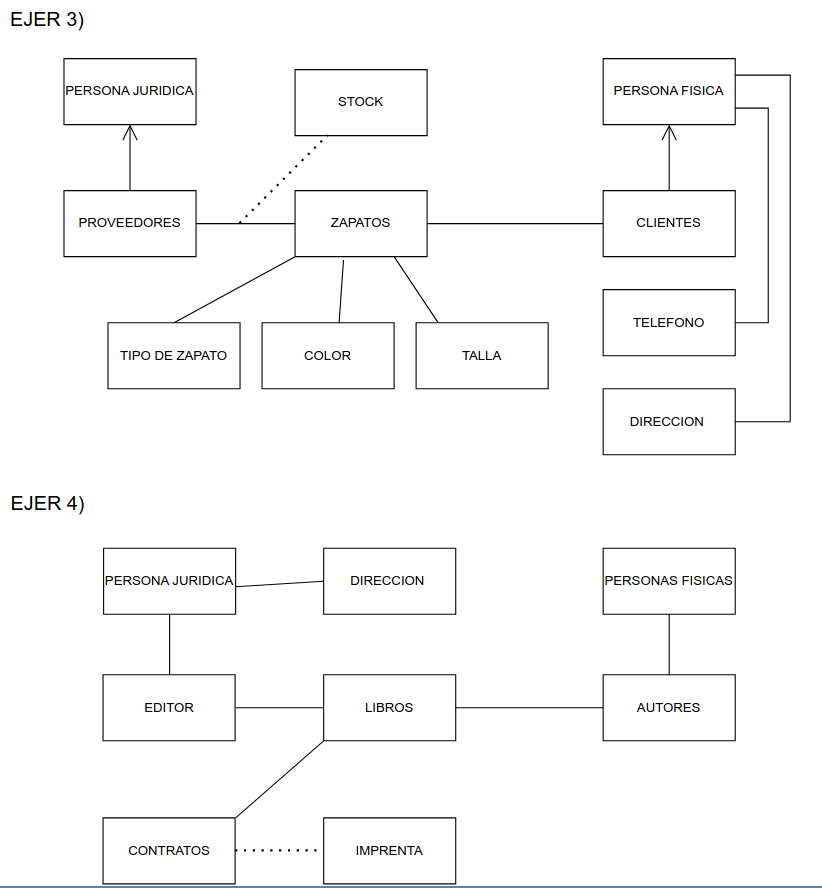 EJER 3)
PERSONA JURIDICA
STOCK
PERSONA FISICA
PROVEEDORES
ZAPATOS
CLIENTES
TELEFONO
TIPO DE ZAPATO
COLOR
TALLA
DIRECCION
EJER 4)
PERSONA JURIDICA
DIRECCION
PERSONAS FISICAS
EDITOR
LIBROS
AUTORES
CONTRATOS
IMPRENTA